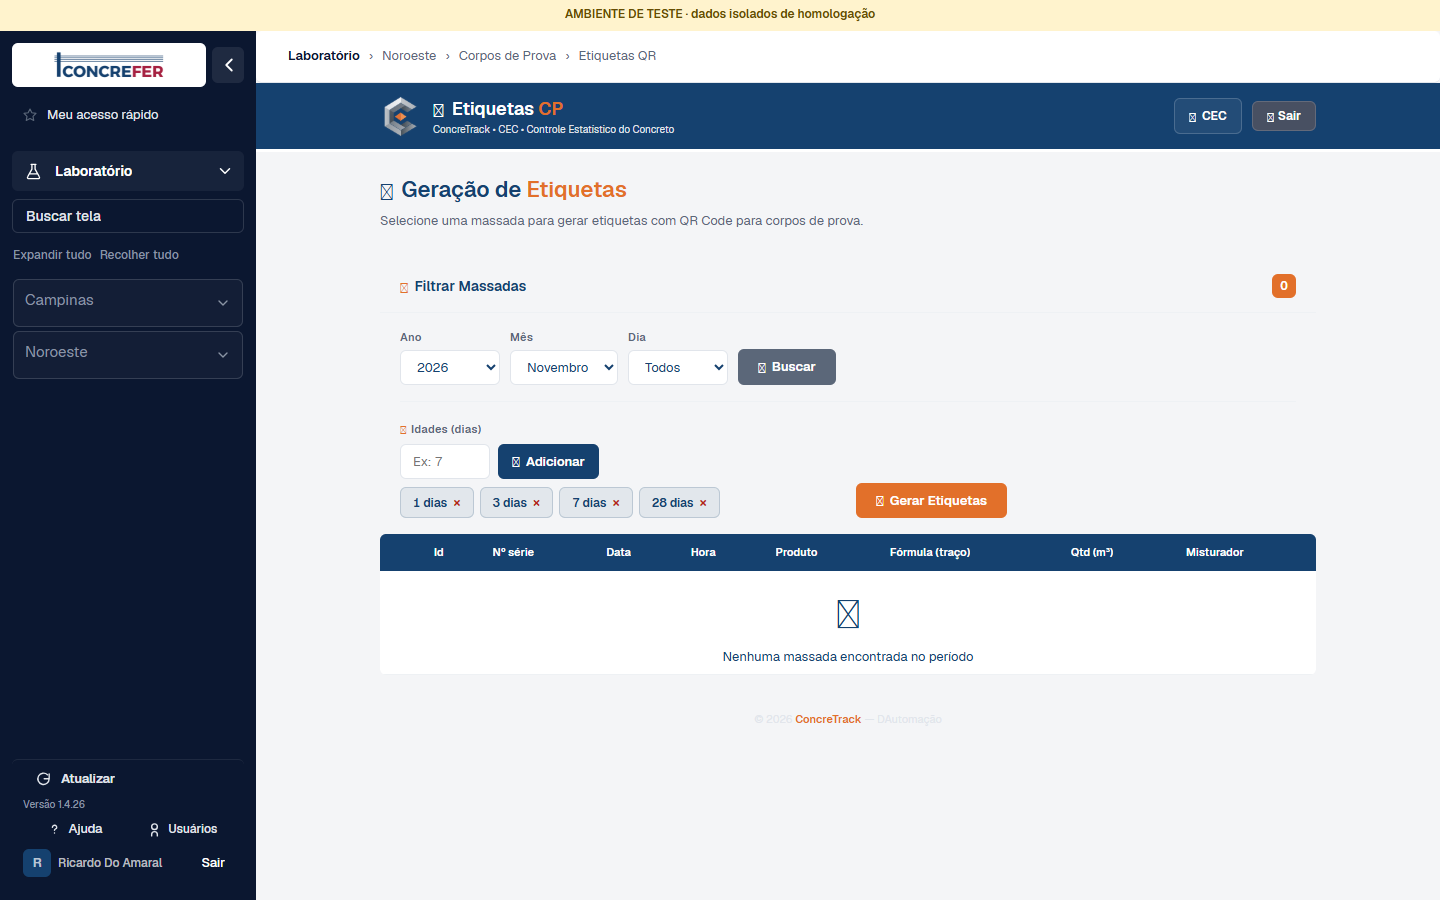 AMBIENTE DE TESTE · dados isolados de homologação
CONCREFER
Meu acesso rápido
Laboratório
Buscar tela
Expandir tudo Recolher tudo
Campinas
Noroeste
Atualizar
Versão 1.4.26
? Ajuda Usuários
R Ricardo Do Amaral Sair
Laboratório › Noroeste › Corpos de Prova › Etiquetas QR
Etiquetas CP
ConcreTrack • CEC • Controle Estatístico do Concreto
CEC Sair
Geração de Etiquetas
Selecione uma massada para gerar etiquetas com QR Code para corpos de prova.
Filtrar Massadas 0
Ano Mês Dia
2026 Novembro Todos Buscar
Idades (dias)
Ex: 7 Adicionar
1 dias × 3 dias × 7 dias × 28 dias × Gerar Etiquetas
Id Nº série Data Hora Produto Fórmula (traço) Qtd (m³) Misturador
Nenhuma massada encontrada no período
© 2026 ConcreTrack — DAutomação